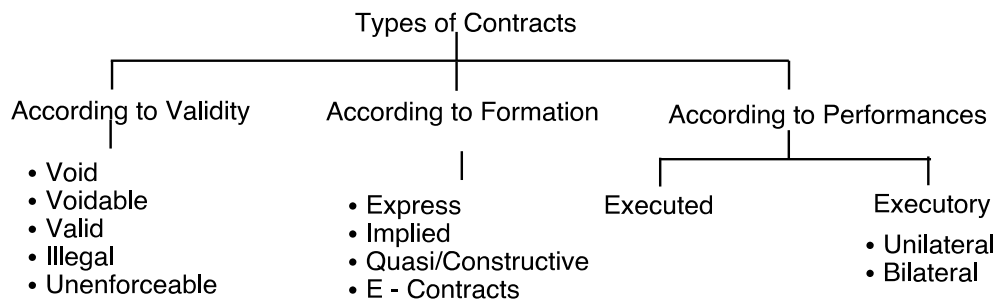 Types of Contracts
According to Validity
• Void
• Voidable
• Valid
• Illegal
• Unenforceable
According to Formation
• Express
• Implied
• Quasi/Constructive
• E - Contracts
According to Performances
Executed
Executory
• Unilateral
• Bilateral